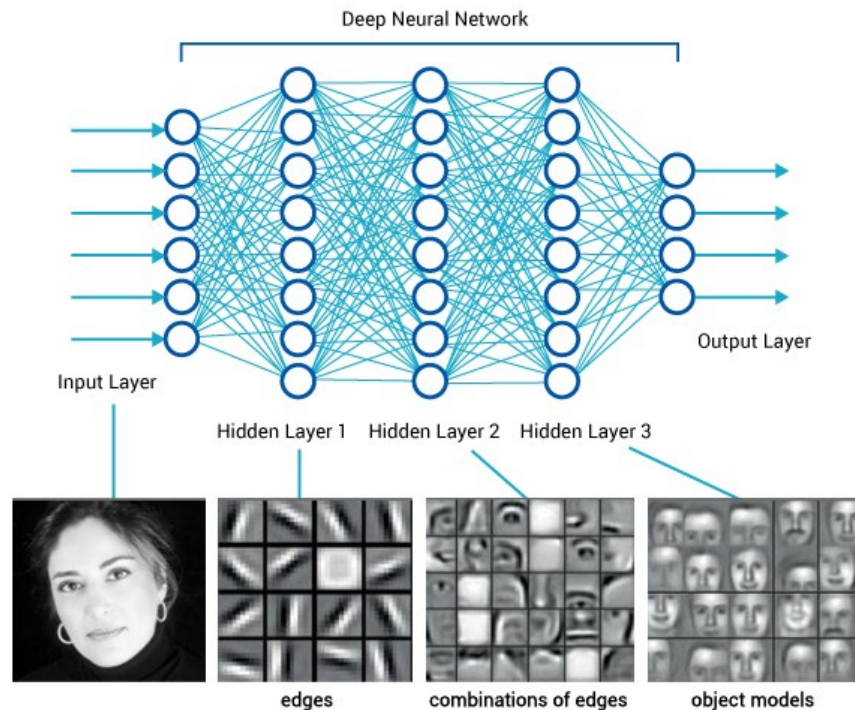 Deep Neural Network
Input Layer
Output Layer
Hidden Layer 1
Hidden Layer 2
Hidden Layer 3
edges
combinations of edges
object models